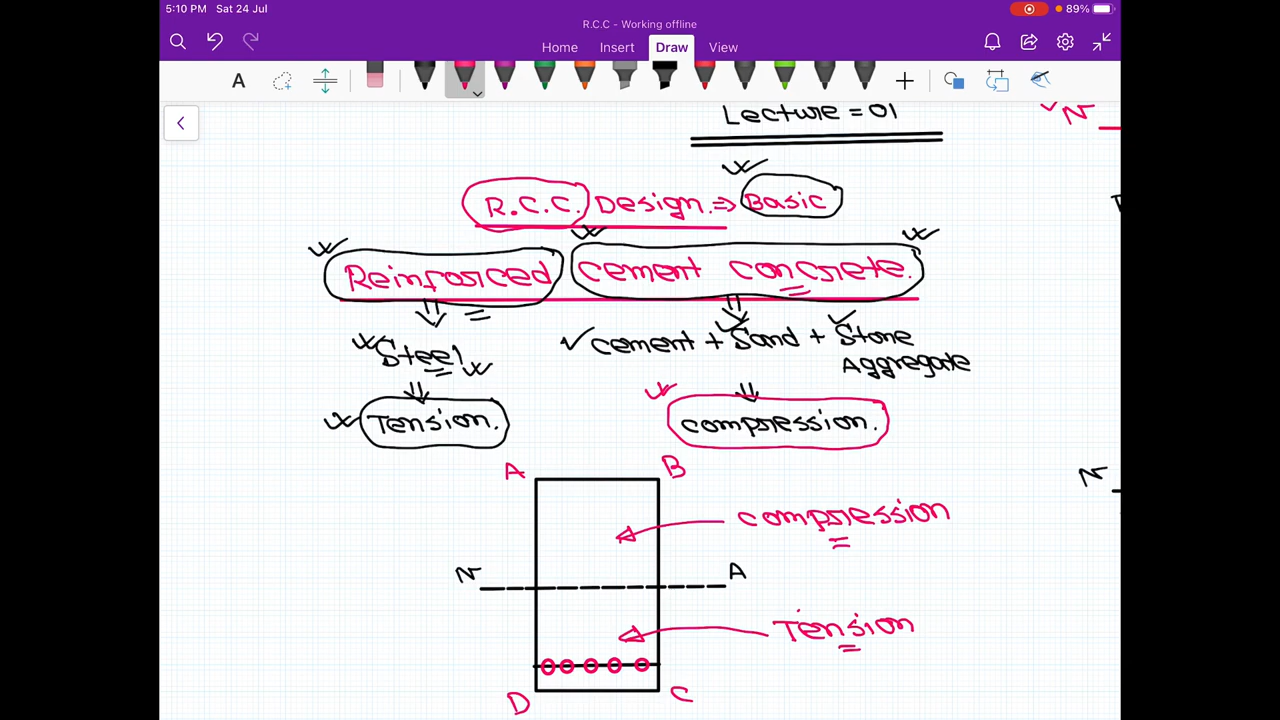 5:10 PM Sat 24 Jul
89%
R.C.C - Working offline
Home Insert Draw View
A
Lecture = 01
N
R.C.C. Design ⇒ Basic
Reinforced cement concrete.
Steel
cement + Sand + Stone
Aggregate
Tension.
compression.
A B
compression
N A
N
Tension
D C